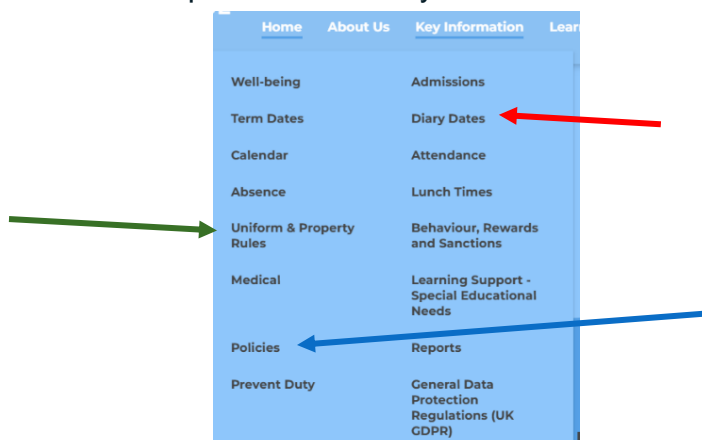 Home About Us Key Information
Well-being Admissions
Term Dates Diary Dates
Calendar Attendance
Absence Lunch Times
Uniform & Property
Rules
Behaviour, Rewards
and Sanctions
Medical
Learning Support -
Special Educational
Needs
Policies Reports
Prevent Duty
General Data
Protection
Regulations (UK
GDPR)